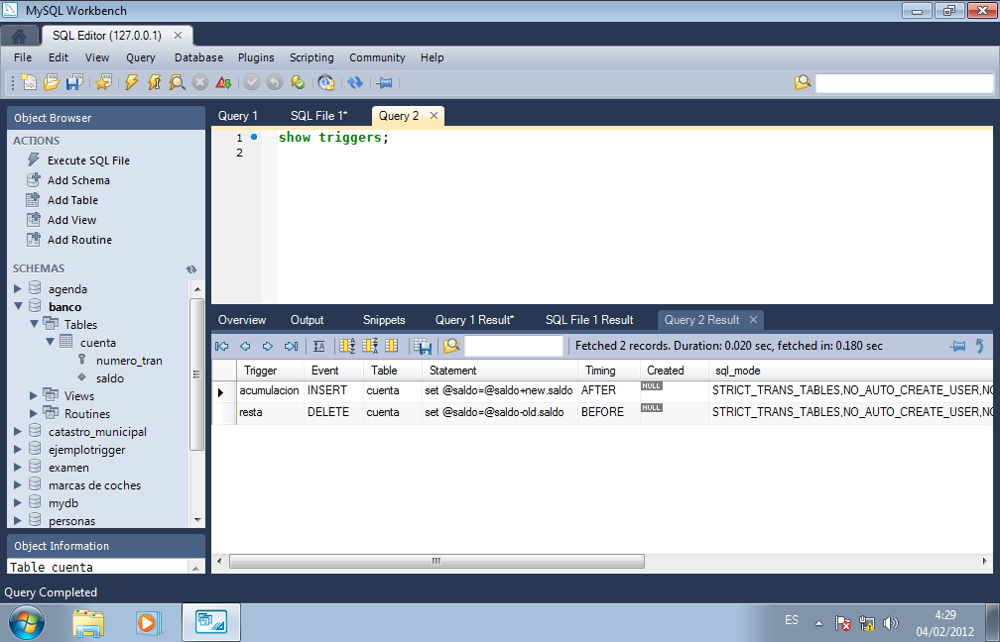 MySQL Workbench
SQL Editor (127.0.0.1)
File Edit View Query Database Plugins Scripting Community Help
Object Browser
ACTIONS
Execute SQL File
Add Schema
Add Table
Add View
Add Routine
SCHEMAS
agenda
banco
Tables
cuenta
numero_tran
saldo
Views
Routines
catastro_municipal
ejemplotrigger
examen
marcas de coches
mydb
personas
Object Information
Table cuenta
Query 1 SQL File 1* Query 2
1 show triggers;
2
Overview Output Snippets Query 1 Result* SQL File 1 Result Query 2 Result
Fetched 2 records. Duration: 0.020 sec, fetched in: 0.180 sec
Trigger Event Table Statement Timing Created sql_mode
acumulacion INSERT cuenta set @saldo=@saldo+new.saldo AFTER NULL STRICT_TRANS_TABLES,NO_AUTO_CREATE_USER,NO
resta DELETE cuenta set @saldo=@saldo-old.saldo BEFORE NULL STRICT_TRANS_TABLES,NO_AUTO_CREATE_USER,NO
Query Completed
ES
4:29
04/02/2012